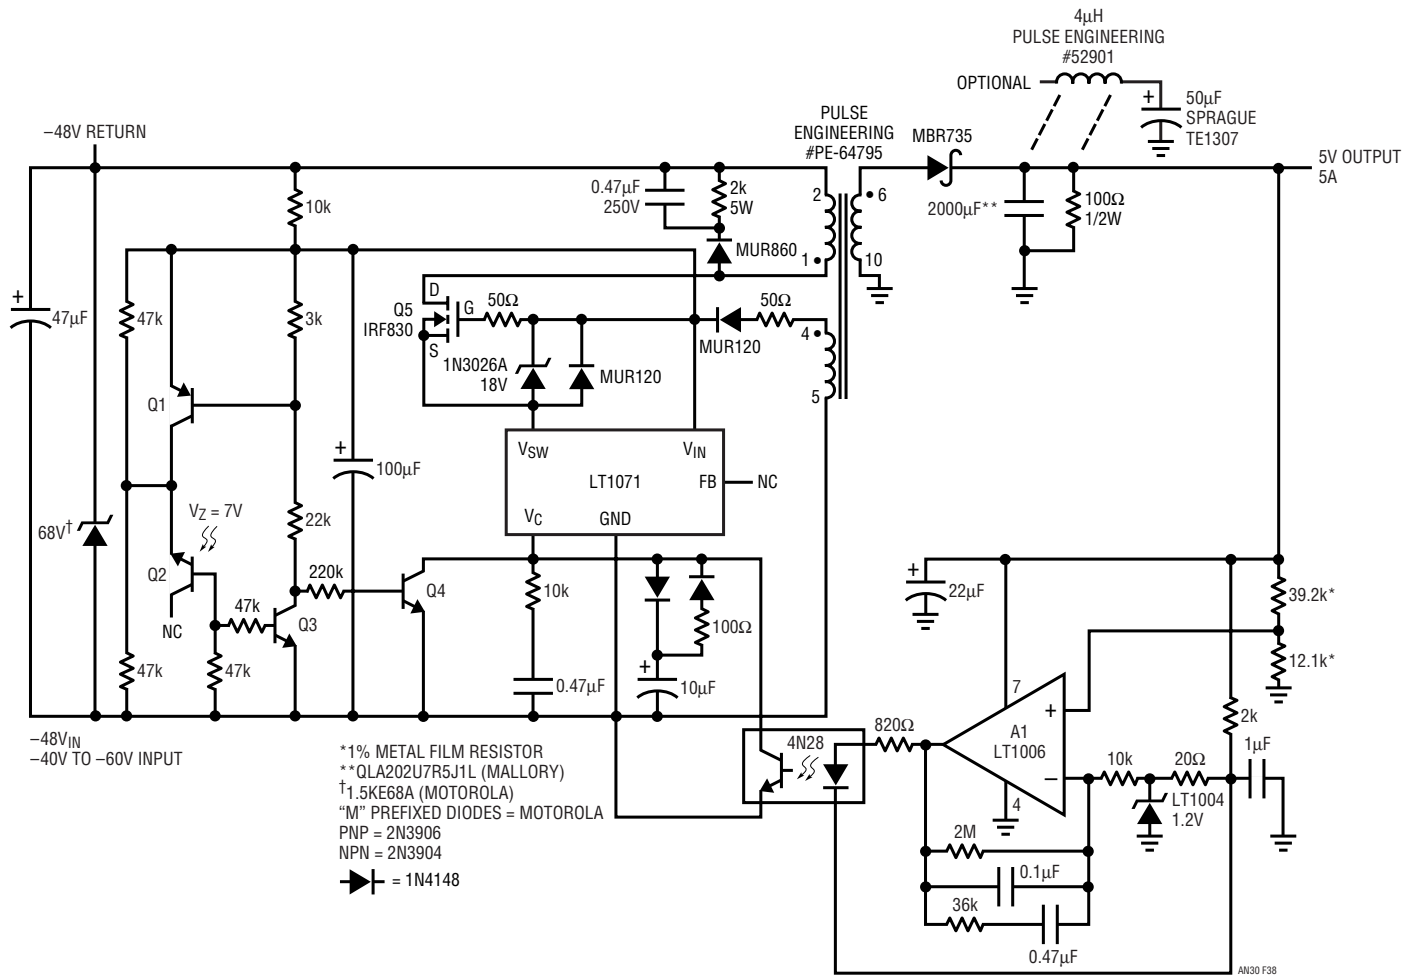 4μH
PULSE ENGINEERING
#52901
OPTIONAL
+
50μF
SPRAGUE
TE1307
–48V RETURN
PULSE
ENGINEERING
#PE-64795
MBR735
5V OUTPUT
5A
10k
0.47μF
250V
2k
5W
2
6
2000μF**
100Ω
1/2W
MUR860
1
10
+
47μF
47k
3k
D
Q5
IRF830
G
S
50Ω
1N3026A
18V
MUR120
MUR120
50Ω
4
5
Q1
+
100μF
VSW
VIN
LT1071
FB
NC
VC
GND
68V†
VZ = 7V
22k
Q2
NC
220k
Q4
47k
Q3
47k
47k
10k
0.47μF
100Ω
+
10μF
+
22μF
39.2k*
12.1k*
–48VIN
–40V TO –60V INPUT
*1% METAL FILM RESISTOR
**QLA202U7R5J1L (MALLORY)
†1.5KE68A (MOTOROLA)
“M” PREFIXED DIODES = MOTOROLA
PNP = 2N3906
NPN = 2N3904
= 1N4148
4N28
820Ω
7
+
A1
LT1006
–
4
2k
1μF
10k
20Ω
LT1004
1.2V
2M
0.1μF
36k
0.47μF
AN30 F38